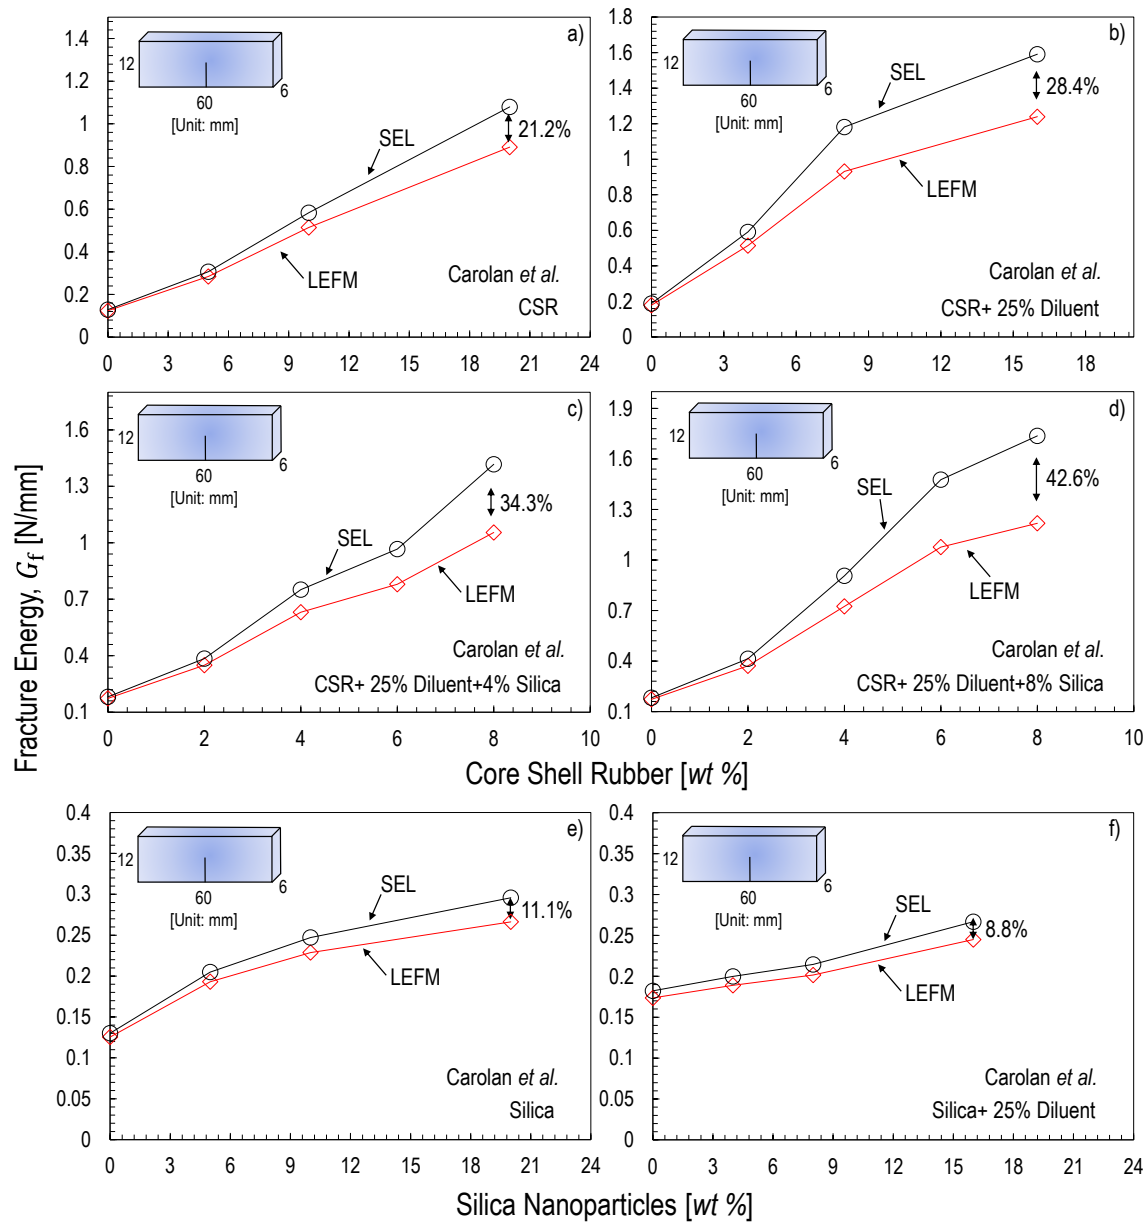 Fracture Energy, G_f [N/mm]
a)
1.4
1.2
1
0.8
0.6
0.4
0.2
0
12
60
6
[Unit: mm]
SEL
21.2%
LEFM
Carolan et al.
CSR
0 3 6 9 12 15 18 21 24
b)
1.8
1.6
1.4
1.2
1
0.8
0.6
0.4
0.2
0
12
60
6
[Unit: mm]
SEL
28.4%
LEFM
Carolan et al.
CSR+ 25% Diluent
0 3 6 9 12 15 18
c)
1.6
1.3
1
0.7
0.4
0.1
12
60
6
[Unit: mm]
34.3%
SEL
LEFM
Carolan et al.
CSR+ 25% Diluent+4% Silica
0 2 4 6 8 10
d)
1.9
1.6
1.3
1
0.7
0.4
0.1
12
60
6
[Unit: mm]
SEL
42.6%
LEFM
Carolan et al.
CSR+ 25% Diluent+8% Silica
0 2 4 6 8 10
Core Shell Rubber [wt %]
e)
0.4
0.35
0.3
0.25
0.2
0.15
0.1
0.05
0
12
60
6
[Unit: mm]
SEL
11.1%
LEFM
Carolan et al.
Silica
0 3 6 9 12 15 18 21 24
f)
0.4
0.35
0.3
0.25
0.2
0.15
0.1
0.05
0
12
60
6
[Unit: mm]
SEL
8.8%
LEFM
Carolan et al.
Silica+ 25% Diluent
0 3 6 9 12 15 18 21 24
Silica Nanoparticles [wt %]